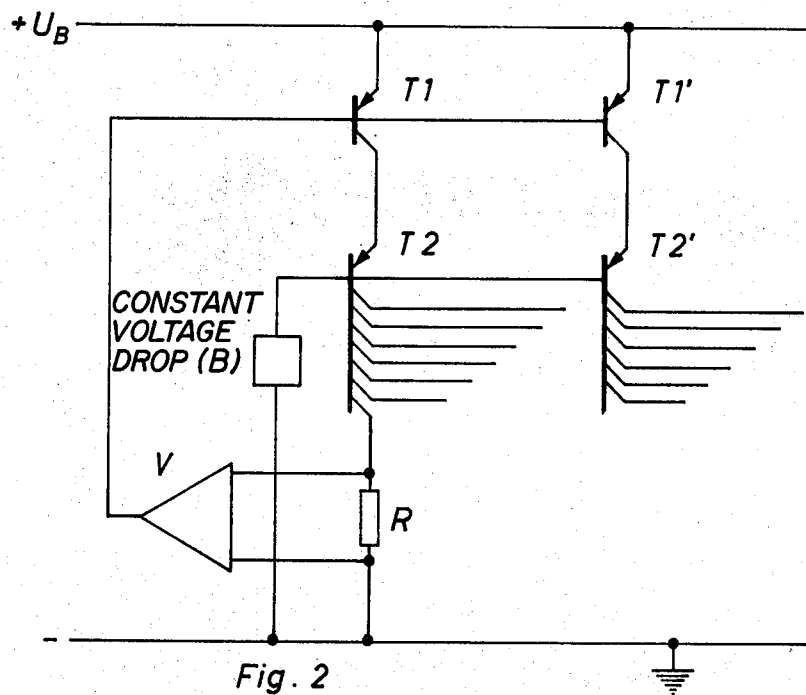 +U_B
T1
T1'
T2
T2'
CONSTANT
VOLTAGE
DROP (B)
V
R
-
Fig. 2